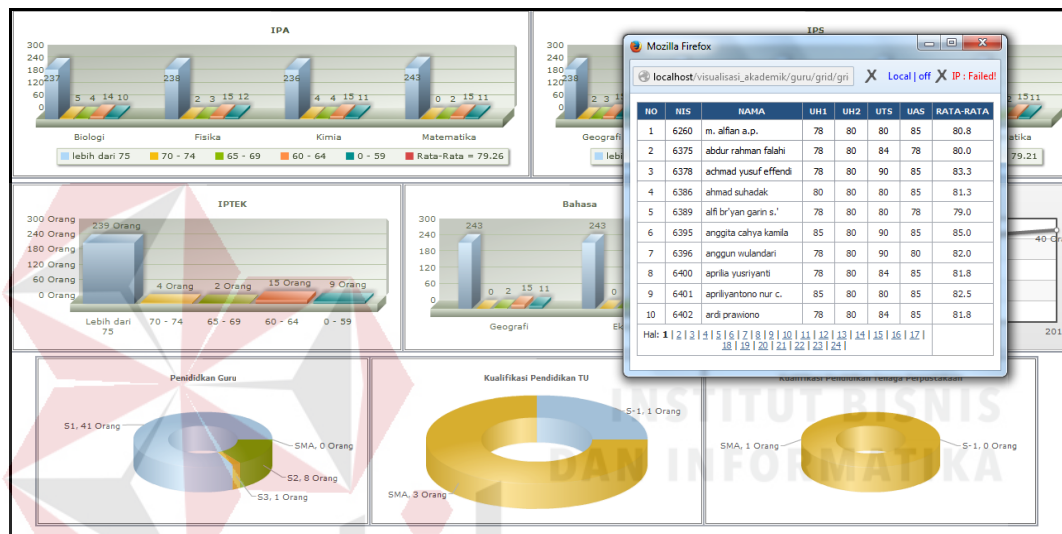 IPA
300
240
180
120
60
0
237
5 4 14 10
238
2 3 15 12
236
4 4 15 11
243
0 2 15 11
Biologi Fisika Kimia Matematika
lebih dari 75 70 - 74 65 - 69 60 - 64 0 - 59 Rata-Rata = 79.26
IPS
300
240
180
120
60
0
238
2 3
15 11
Geografi
79.21
Mozilla Firefox
localhost/visualisasi_akademik/guru/grid/gri X Local | off X IP : Failed!
NO NIS NAMA UH1 UH2 UTS UAS RATA-RATA
1 6260 m. alfian a.p. 78 80 80 85 80.8
2 6375 abdur rahman falahi 78 80 84 78 80.0
3 6378 achmad yusuf effendi 78 80 90 85 83.3
4 6386 ahmad suhadak 80 80 80 85 81.3
5 6389 alfi br'yan garin s.' 78 80 80 78 79.0
6 6395 anggita cahya kamila 85 80 90 85 85.0
7 6396 anggun wulandari 78 80 90 80 82.0
8 6400 aprilia yusriyanti 78 80 84 85 81.8
9 6401 apriliyantono nur c. 85 80 80 85 82.5
10 6402 ardi prawiono 78 80 84 85 81.8
Hal: 1 | 2 | 3 | 4 | 5 | 6 | 7 | 8 | 9 | 10 | 11 | 12 | 13 | 14 | 15 | 16 | 17 |
18 | 19 | 20 | 21 | 22 | 23 | 24 |
IPTEK
300 Orang
240 Orang
180 Orang
120 Orang
60 Orang
0 Orang
239 Orang
4 Orang 2 Orang 15 Orang 9 Orang
Lebih dari 75 70 - 74 65 - 69 60 - 64 0 - 59
Bahasa
300
240
180
120
60
0
243
0 2 15 11
243
0
Geografi
40
201
Penididkan Guru
S1, 41 Orang
SMA, 0 Orang
S2, 8 Orang
S3, 1 Orang
Kualifikasi Pendidikan TU
S-1, 1 Orang
SMA, 3 Orang
Kualifikasi Pendidikan Tenaga Perpustakaan
SMA, 1 Orang
S-1, 0 Orang
INSTITUT BISNIS
DAN INFORMATIKA